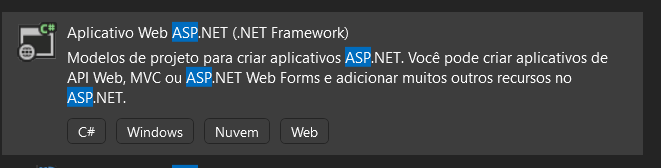 C#
Aplicativo Web ASP.NET (.NET Framework)
Modelos de projeto para criar aplicativos ASP.NET. Você pode criar aplicativos de
API Web, MVC ou ASP.NET Web Forms e adicionar muitos outros recursos no
ASP.NET.
C# Windows Nuvem Web